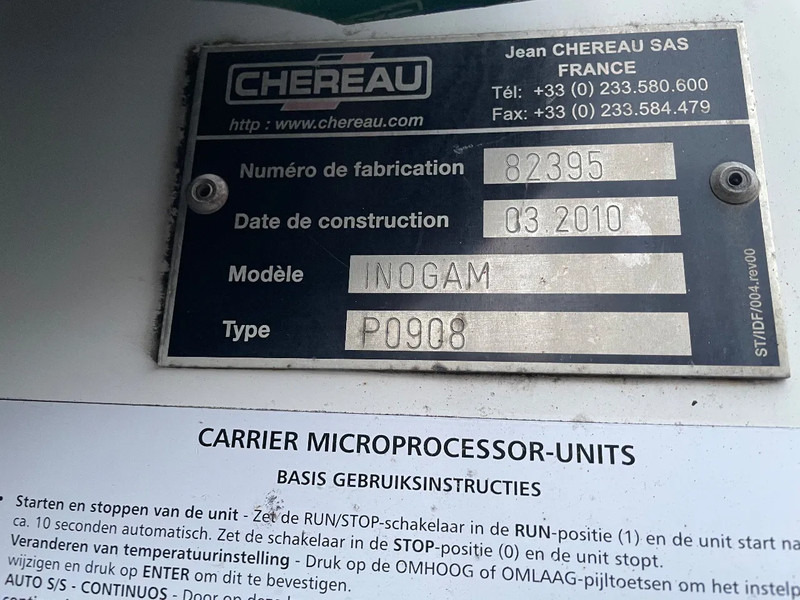 CHEREAU
http : www.chereau.com
Jean CHEREAU SAS
FRANCE
Tél: +33 (0) 233.580.600
Fax: +33 (0) 233.584.479
Numéro de fabrication 82395
Date de construction 03.2010
Modèle INOGAM
Type P0908
ST/IDF/004.rev00
CARRIER MICROPROCESSOR-UNITS
BASIS GEBRUIKSINSTRUCTIES
• Starten en stoppen van de unit - Zet de RUN/STOP-schakelaar in de RUN-positie (1) en de unit start na
ca. 10 seconden automatisch. Zet de schakelaar in de STOP-positie (0) en de unit stopt.
Veranderen van temperatuurinstelling - Druk op de OMHOOG of OMLAAG-pijltoetsen om het instelp
wijzigen en druk op ENTER om dit te bevestigen.
AUTO S/S - CONTINUOS - Door op deze